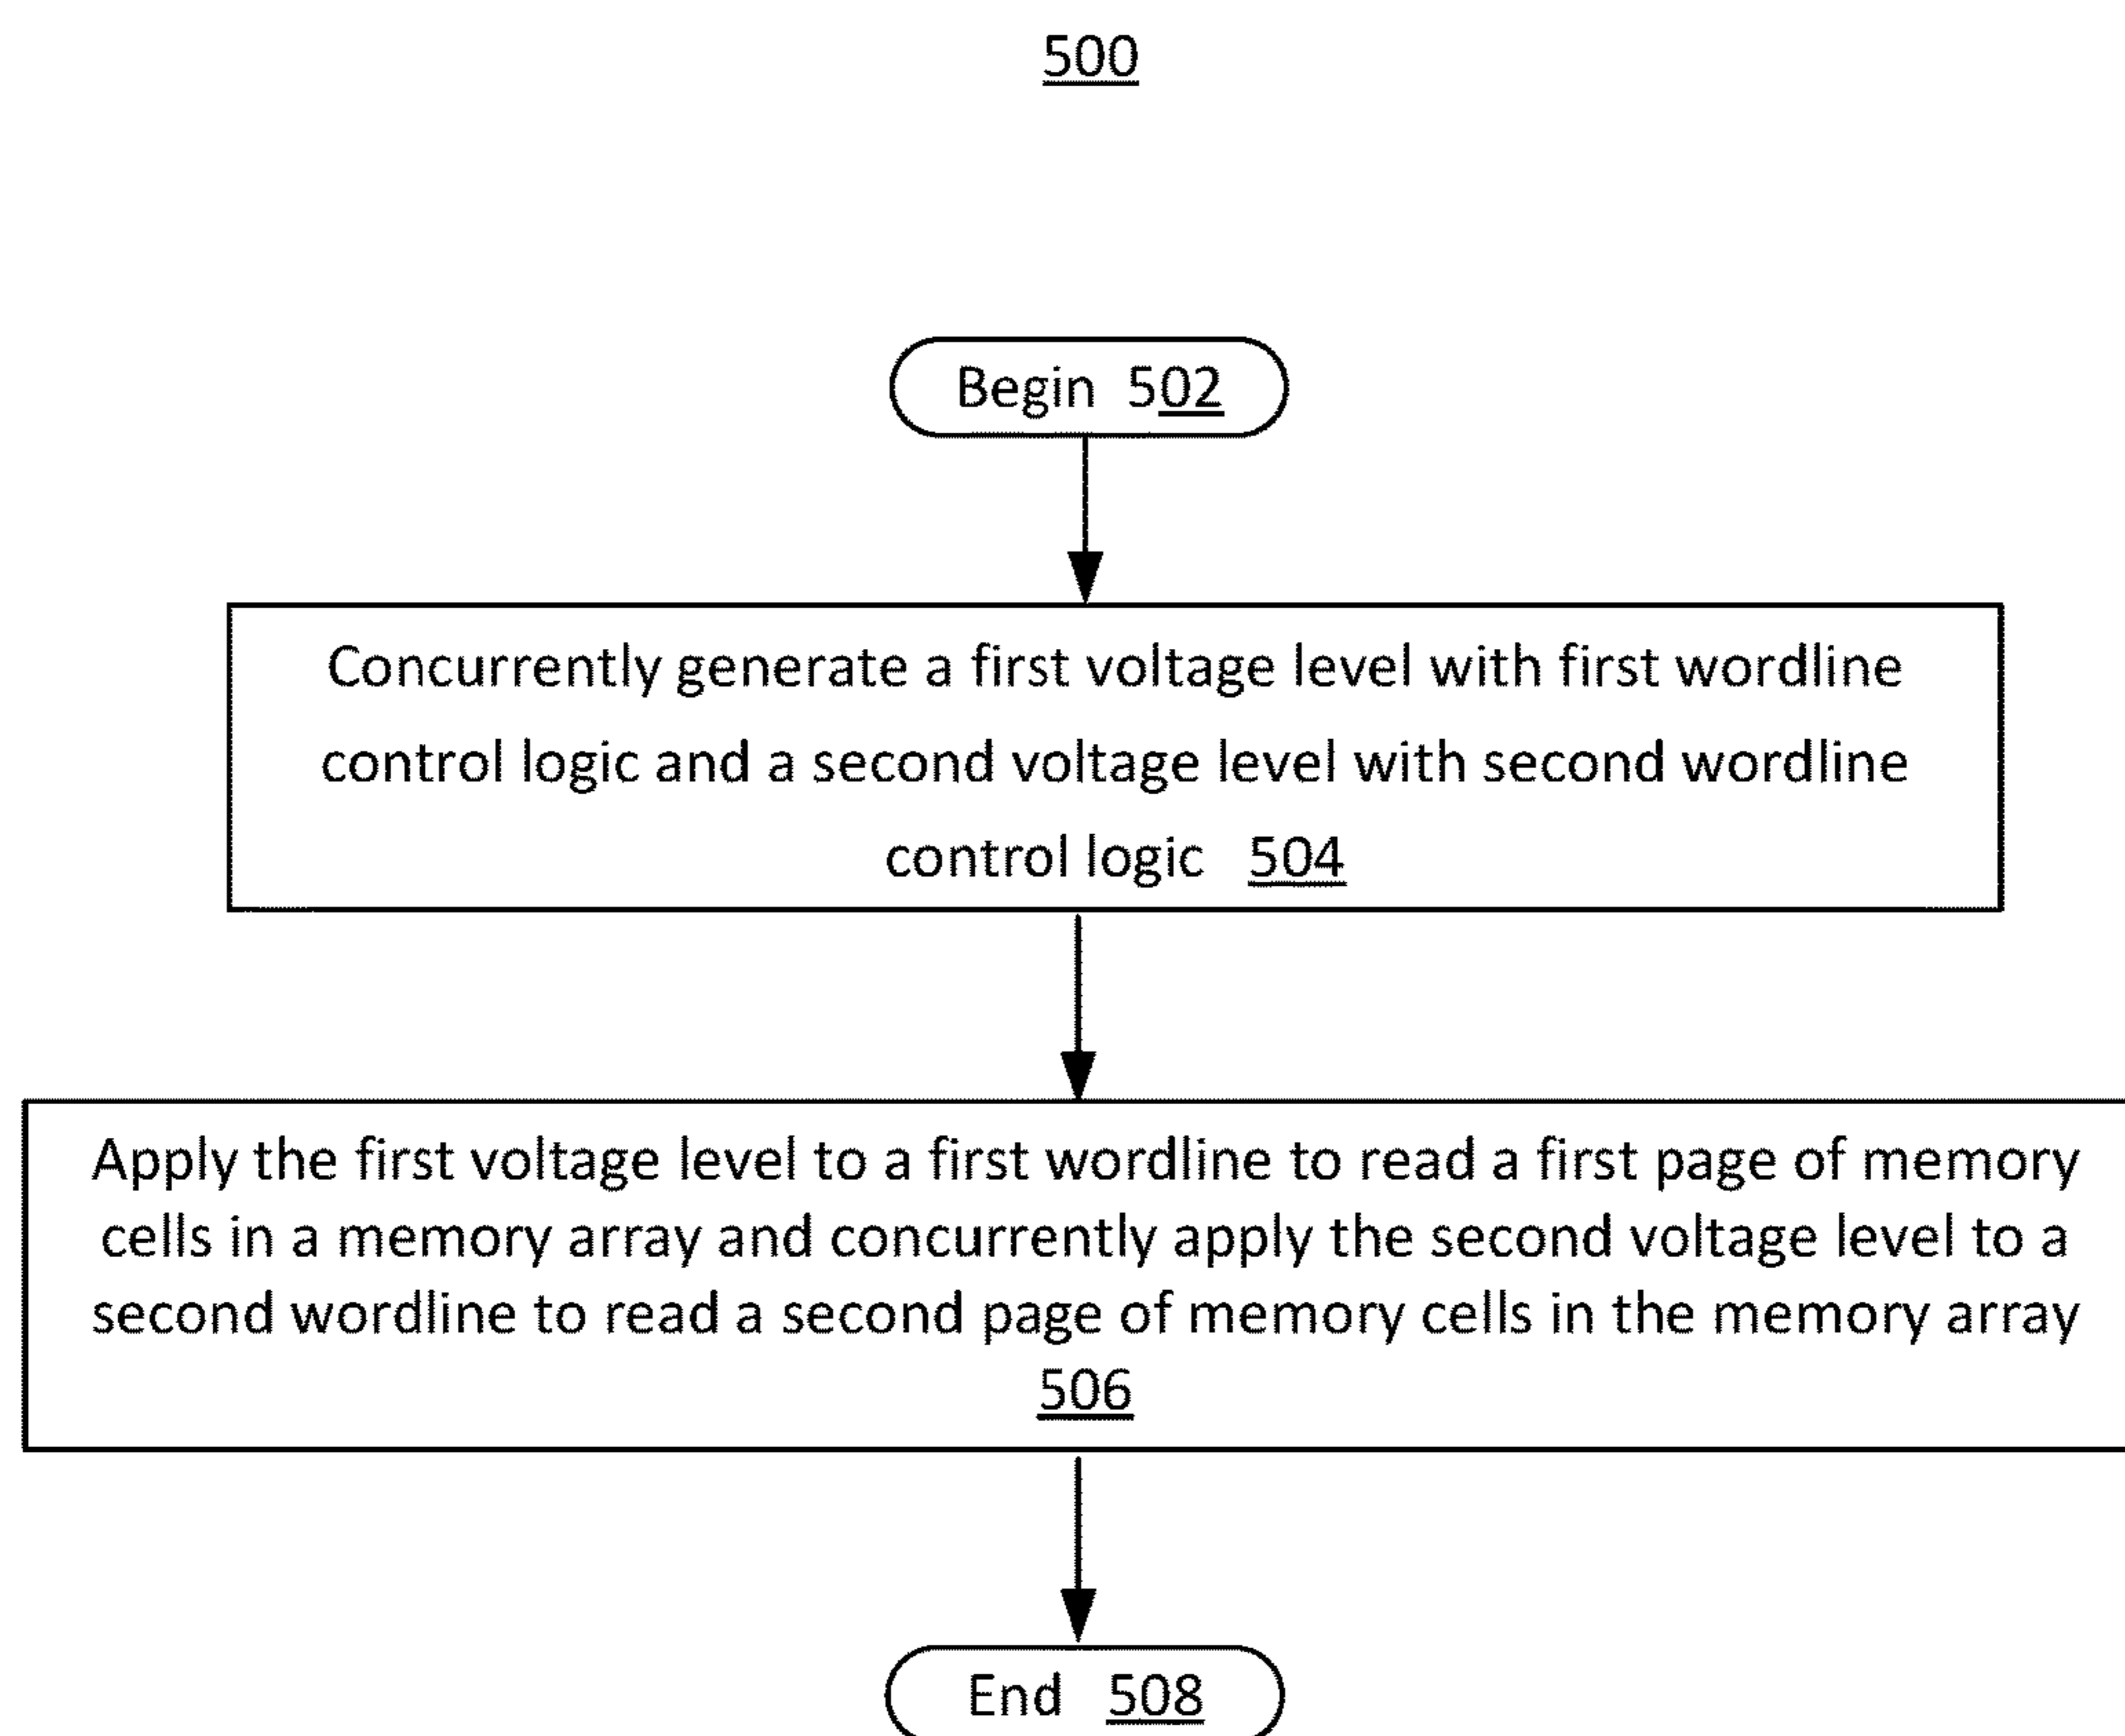 500
Begin 502
Concurrently generate a first voltage level with first wordline
control logic and a second voltage level with second wordline
control logic 504
Apply the first voltage level to a first wordline to read a first page of memory
cells in a memory array and concurrently apply the second voltage level to a
second wordline to read a second page of memory cells in the memory array
506
End 508